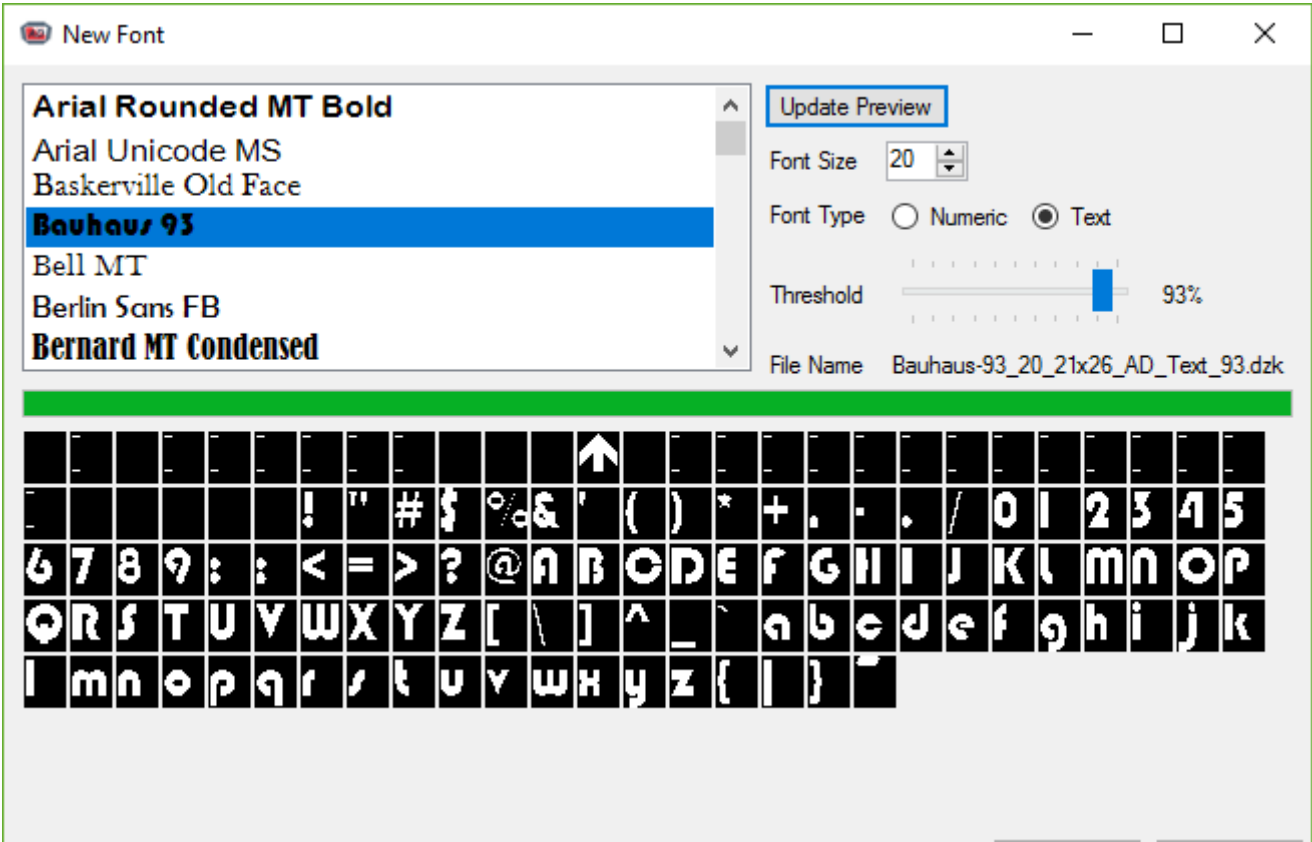 New Font
Arial Rounded MT Bold
Arial Unicode MS
Baskerville Old Face
Bauhaus 93
Bell MT
Berlin Sans FB
Bernard MT Condensed
Update Preview
Font Size 20
Font Type Numeric Text
Threshold 93%
File Name Bauhaus-93_20_21x26_AD_Text_93.dzk
! " # $ % & ' ( ) * + , - . / 0 1 2 3 4 5
6 7 8 9 : ; < = > ? @ A B C D E F G H I J K L M N O P
Q R S T U V W X Y Z [ \ ] ^ _ ` a b c d e f g h i j k
l m n o p q r s t u v w x y z { | } ~